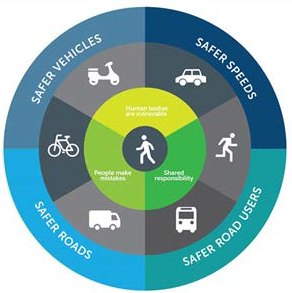 SAFER VEHICLES
SAFER SPEEDS
Human bodies
are vulnerable
People make
mistakes
Shared
responsibility
SAFER ROADS
SAFER ROAD USERS